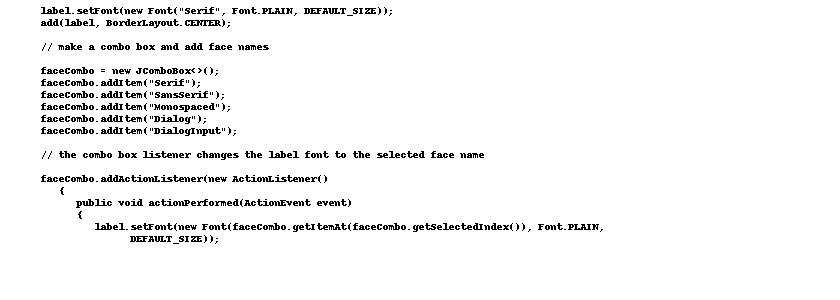 label.setFont(new Font("Serif", Font.PLAIN, DEFAULT_SIZE));
add(label, BorderLayout.CENTER);
// make a combo box and add face names
faceCombo = new JComboBox<>();
faceCombo.addItem("Serif");
faceCombo.addItem("SansSerif");
faceCombo.addItem("Monospaced");
faceCombo.addItem("Dialog");
faceCombo.addItem("DialogInput");
// the combo box listener changes the label font to the selected face name
faceCombo.addActionListener(new ActionListener()
{
public void actionPerformed(ActionEvent event)
{
label.setFont(new Font(faceCombo.getItemAt(faceCombo.getSelectedIndex()), Font.PLAIN,
DEFAULT_SIZE));